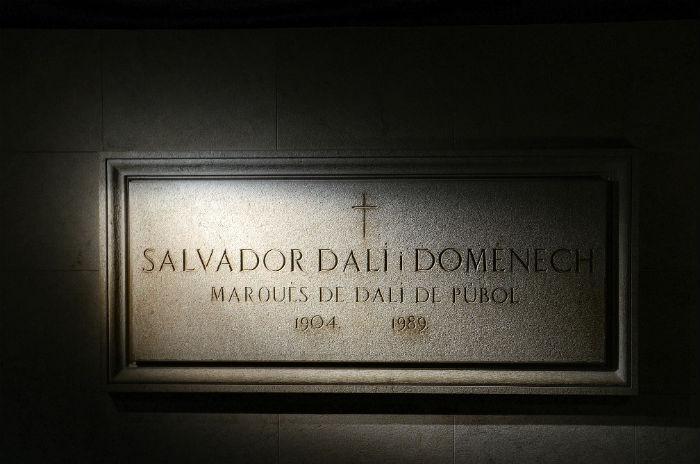 SALVADOR DALÍ i DOMÈNECH
MARQUÈS DE DALÍ DE PÚBOL
1904 1989